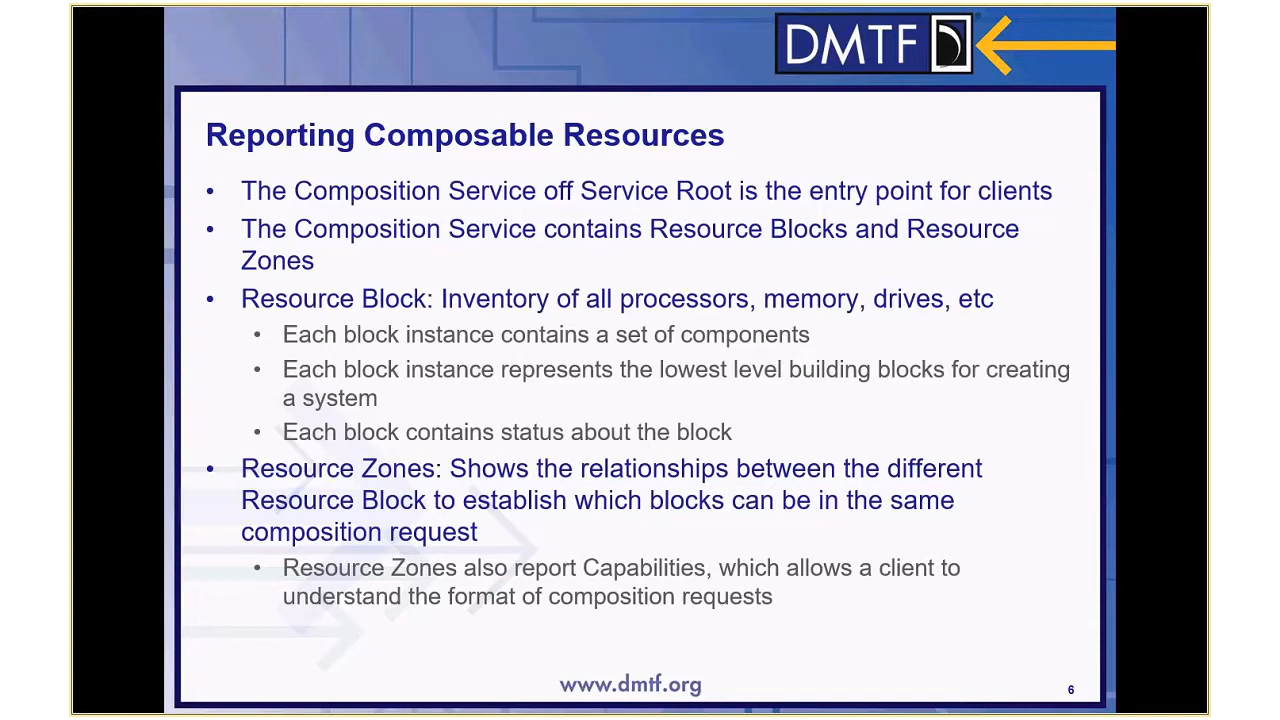 DMTF
Reporting Composable Resources
• The Composition Service off Service Root is the entry point for clients
• The Composition Service contains Resource Blocks and Resource
Zones
• Resource Block: Inventory of all processors, memory, drives, etc
• Each block instance contains a set of components
• Each block instance represents the lowest level building blocks for creating
a system
• Each block contains status about the block
• Resource Zones: Shows the relationships between the different
Resource Block to establish which blocks can be in the same
composition request
• Resource Zones also report Capabilities, which allows a client to
understand the format of composition requests
www.dmtf.org
6